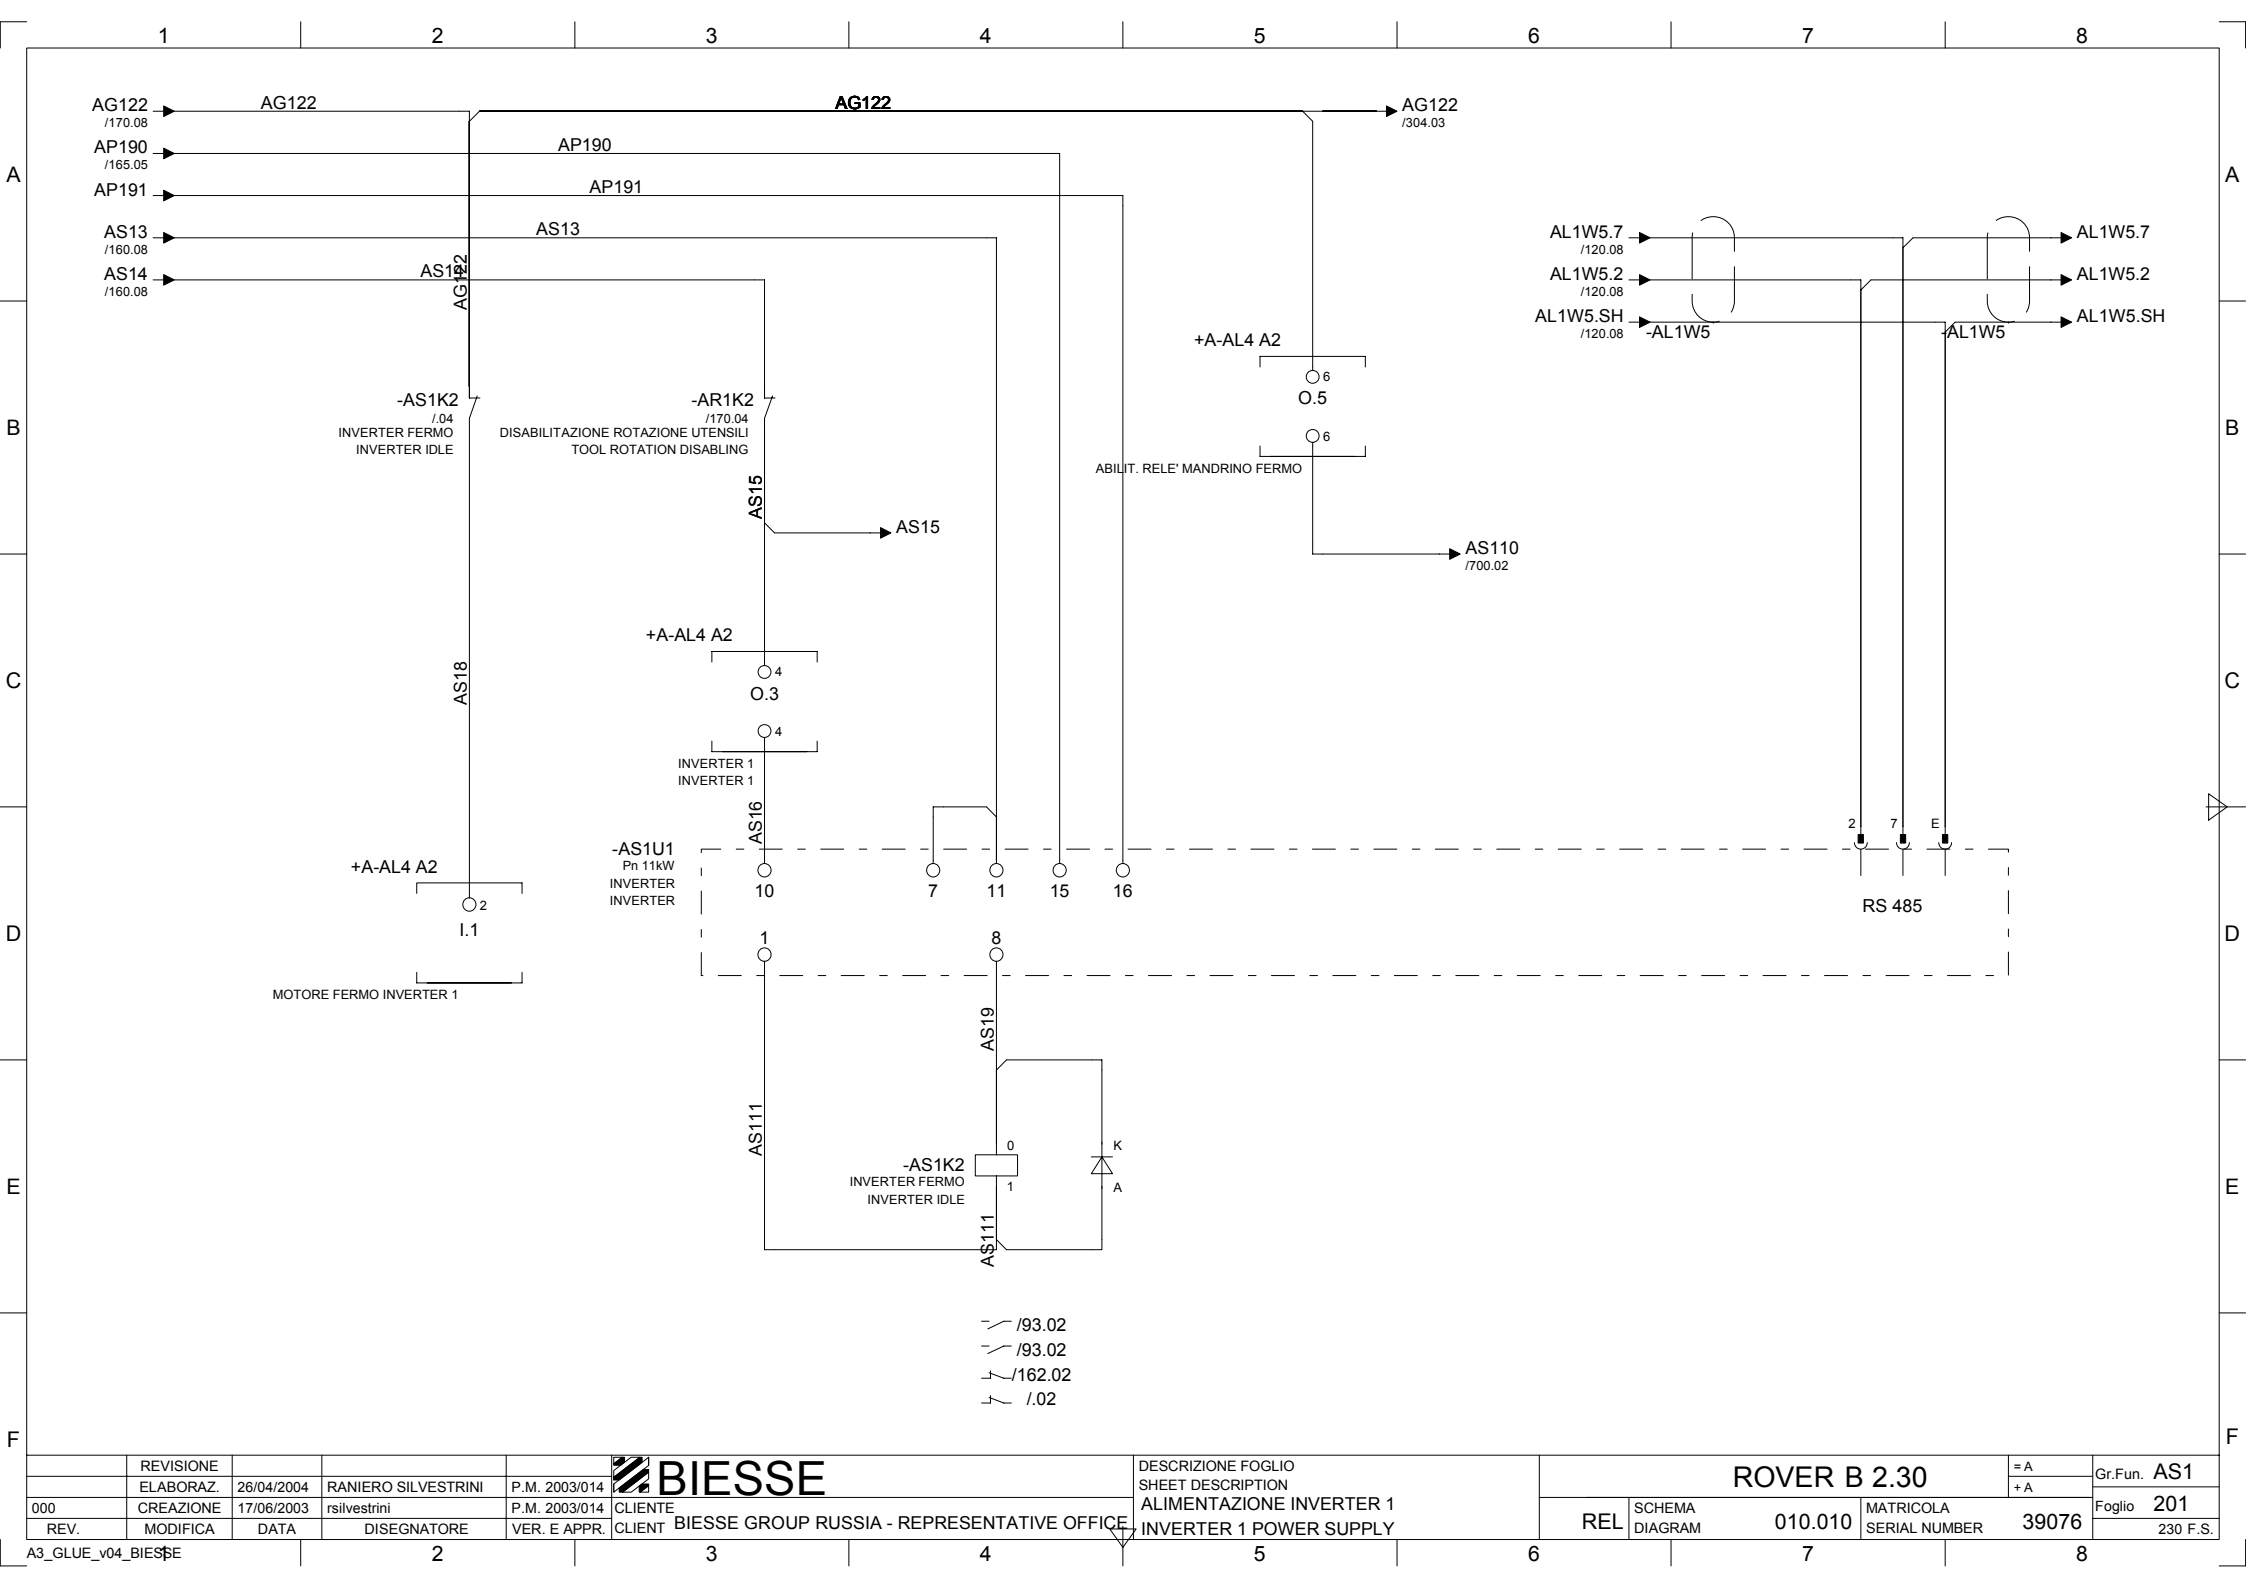 1 2 3 4 5 6 7 8
A
B
C
D
E
F
A
B
C
D
E
F
AG122
/170.08
AG122
AG122
AG122
/304.03
AP190
/165.05
AP190
AP191
AP191
AS13
/160.08
AS13
AS14
/160.08
AS14
AG122
AL1W5.7
/120.08
AL1W5.7
AL1W5.2
/120.08
AL1W5.2
AL1W5.SH
/120.08
AL1W5.SH
-AL1W5
-AL1W5
-AS1K2
/.04
INVERTER FERMO
INVERTER IDLE
-AR1K2
/170.04
DISABILITAZIONE ROTAZIONE UTENSILI
TOOL ROTATION DISABLING
+A-AL4 A2
6
O.5
6
ABILIT. RELE' MANDRINO FERMO
AS15
AS15
AS110
/700.02
AS18
+A-AL4 A2
4
O.3
4
INVERTER 1
INVERTER 1
AS16
+A-AL4 A2
2
I.1
MOTORE FERMO INVERTER 1
-AS1U1
Pn 11kW
INVERTER
INVERTER
10
7
11
15
16
1
8
2
7
E
RS 485
AS19
AS111
-AS1K2
INVERTER FERMO
INVERTER IDLE
0
1
K
A
AS111
/93.02
/93.02
/162.02
/.02
REVISIONE
ELABORAZ. 26/04/2004 RANIERO SILVESTRINI P.M. 2003/014
000 CREAZIONE 17/06/2003 rsilvestrini P.M. 2003/014
REV. MODIFICA DATA DISEGNATORE VER. E APPR.
BIESSE
CLIENTE
CLIENT BIESSE GROUP RUSSIA - REPRESENTATIVE OFFICE
DESCRIZIONE FOGLIO
SHEET DESCRIPTION
ALIMENTAZIONE INVERTER 1
INVERTER 1 POWER SUPPLY
ROVER B 2.30
= A
+ A
Gr.Fun. AS1
REL
SCHEMA
DIAGRAM
010.010
MATRICOLA
SERIAL NUMBER
39076
Foglio 201
230 F.S.
A3_GLUE_v04_BIESSE
1 2 3 4 5 6 7 8